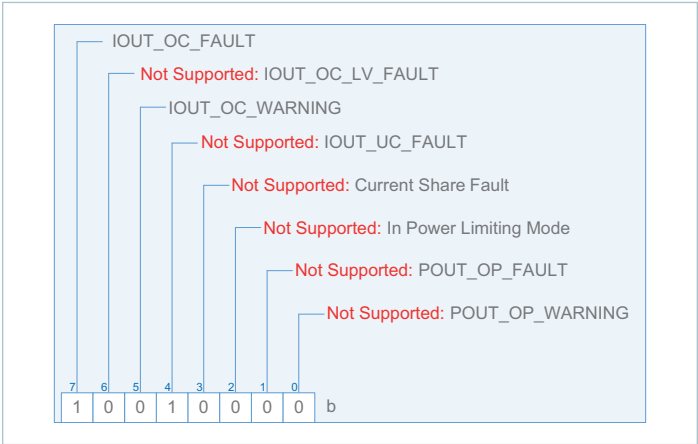 IOUT_OC_FAULT
Not Supported: IOUT_OC_LV_FAULT
IOUT_OC_WARNING
Not Supported: IOUT_UC_FAULT
Not Supported: Current Share Fault
Not Supported: In Power Limiting Mode
Not Supported: POUT_OP_FAULT
Not Supported: POUT_OP_WARNING
7 6 5 4 3 2 1 0
1 0 0 1 0 0 0 0 b